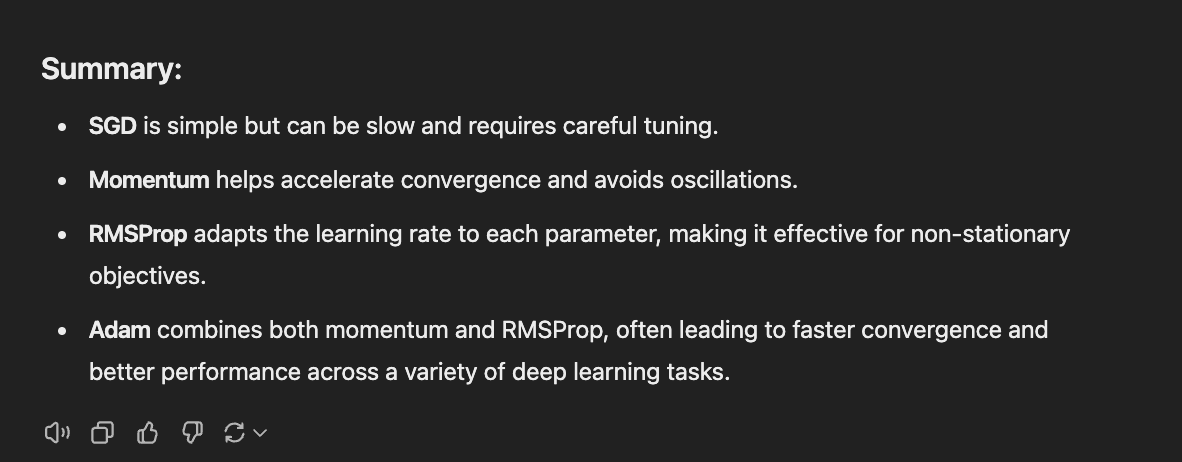 Summary:
• SGD is simple but can be slow and requires careful tuning.
• Momentum helps accelerate convergence and avoids oscillations.
• RMSProp adapts the learning rate to each parameter, making it effective for non-stationary
objectives.
• Adam combines both momentum and RMSProp, often leading to faster convergence and
better performance across a variety of deep learning tasks.